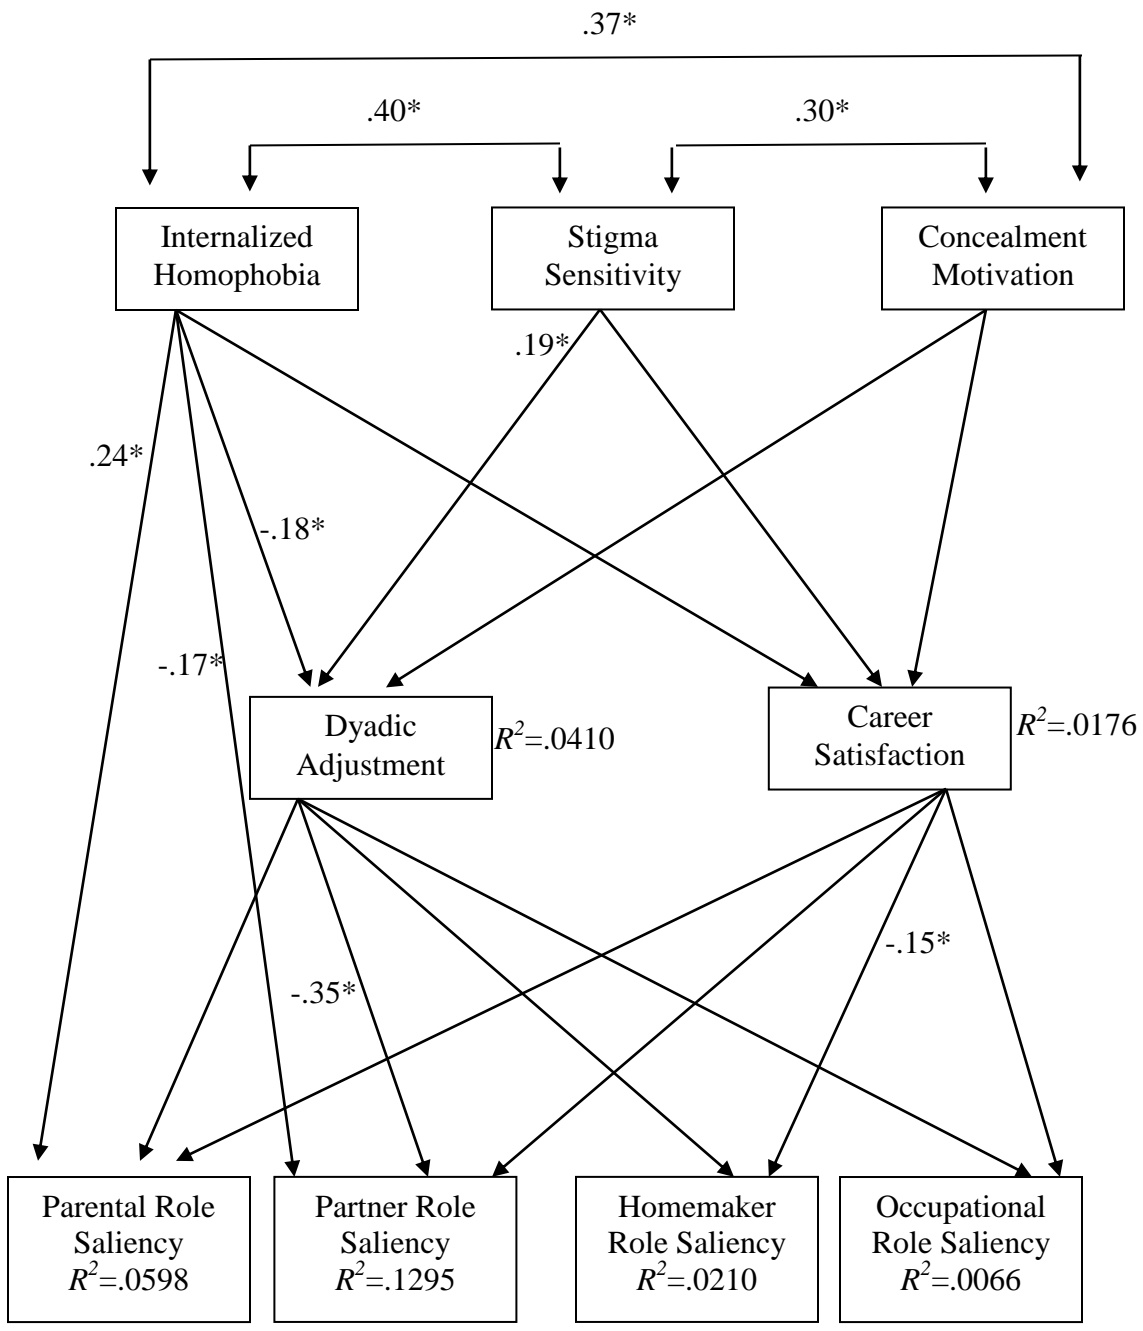 .37*
.40*
.30*
Internalized
Homophobia
Stigma
Sensitivity
Concealment
Motivation
.19*
.24*
-.18*
-.17*
Dyadic
Adjustment
R²=.0410
Career
Satisfaction
R²=.0176
-.15*
-.35*
Parental Role
Saliency
R²=.0598
Partner Role
Saliency
R²=.1295
Homemaker
Role Saliency
R²=.0210
Occupational
Role Saliency
R²=.0066